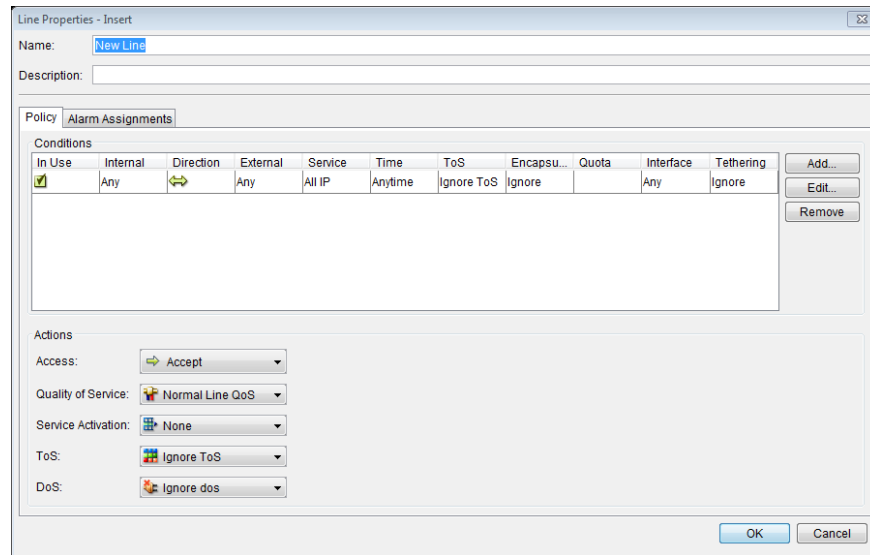 Line Properties - Insert
Name: New Line
Description:
Policy Alarm Assignments
Conditions
In Use Internal Direction External Service Time ToS Encapsu... Quota Interface Tethering
Any Any All IP Anytime Ignore ToS Ignore Any Ignore
Add...
Edit...
Remove
Actions
Access: Accept
Quality of Service: Normal Line QoS
Service Activation: None
ToS: Ignore ToS
DoS: Ignore dos
OK Cancel